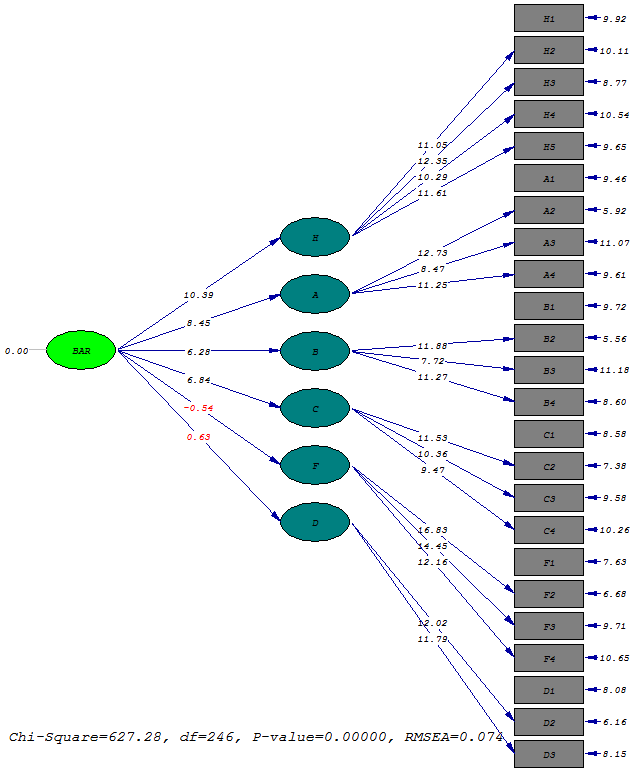 H1 9.92
H2 10.11
H3 8.77
H4 10.54
11.05
H5 9.65
12.35
10.29
A1 9.46
11.61
A2 5.92
H
A3 11.07
12.73
8.47
A4 9.61
11.25
10.39
A
B1 9.72
8.45
B2 5.56
11.88
0.00 BAR 6.28 B
7.72
B3 11.18
11.27
6.84
B4 8.60
-0.54 C
C1 8.58
0.63
11.53
10.36
C2 7.38
F 9.47
C3 9.58
D
C4 10.26
16.83
14.45
F1 7.63
12.16
F2 6.68
12.02
F3 9.71
11.79
F4 10.65
D1 8.08
D2 6.16
Chi-Square=627.28, df=246, P-value=0.00000, RMSEA=0.074
D3 8.15